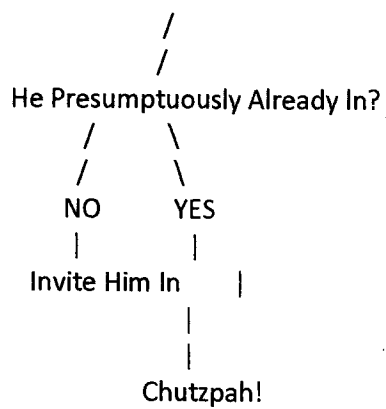 /
/
/
He Presumptuously Already In?
/ \
/ \
/ \
NO YES
| |
Invite Him In |
|
|
Chutzpah!